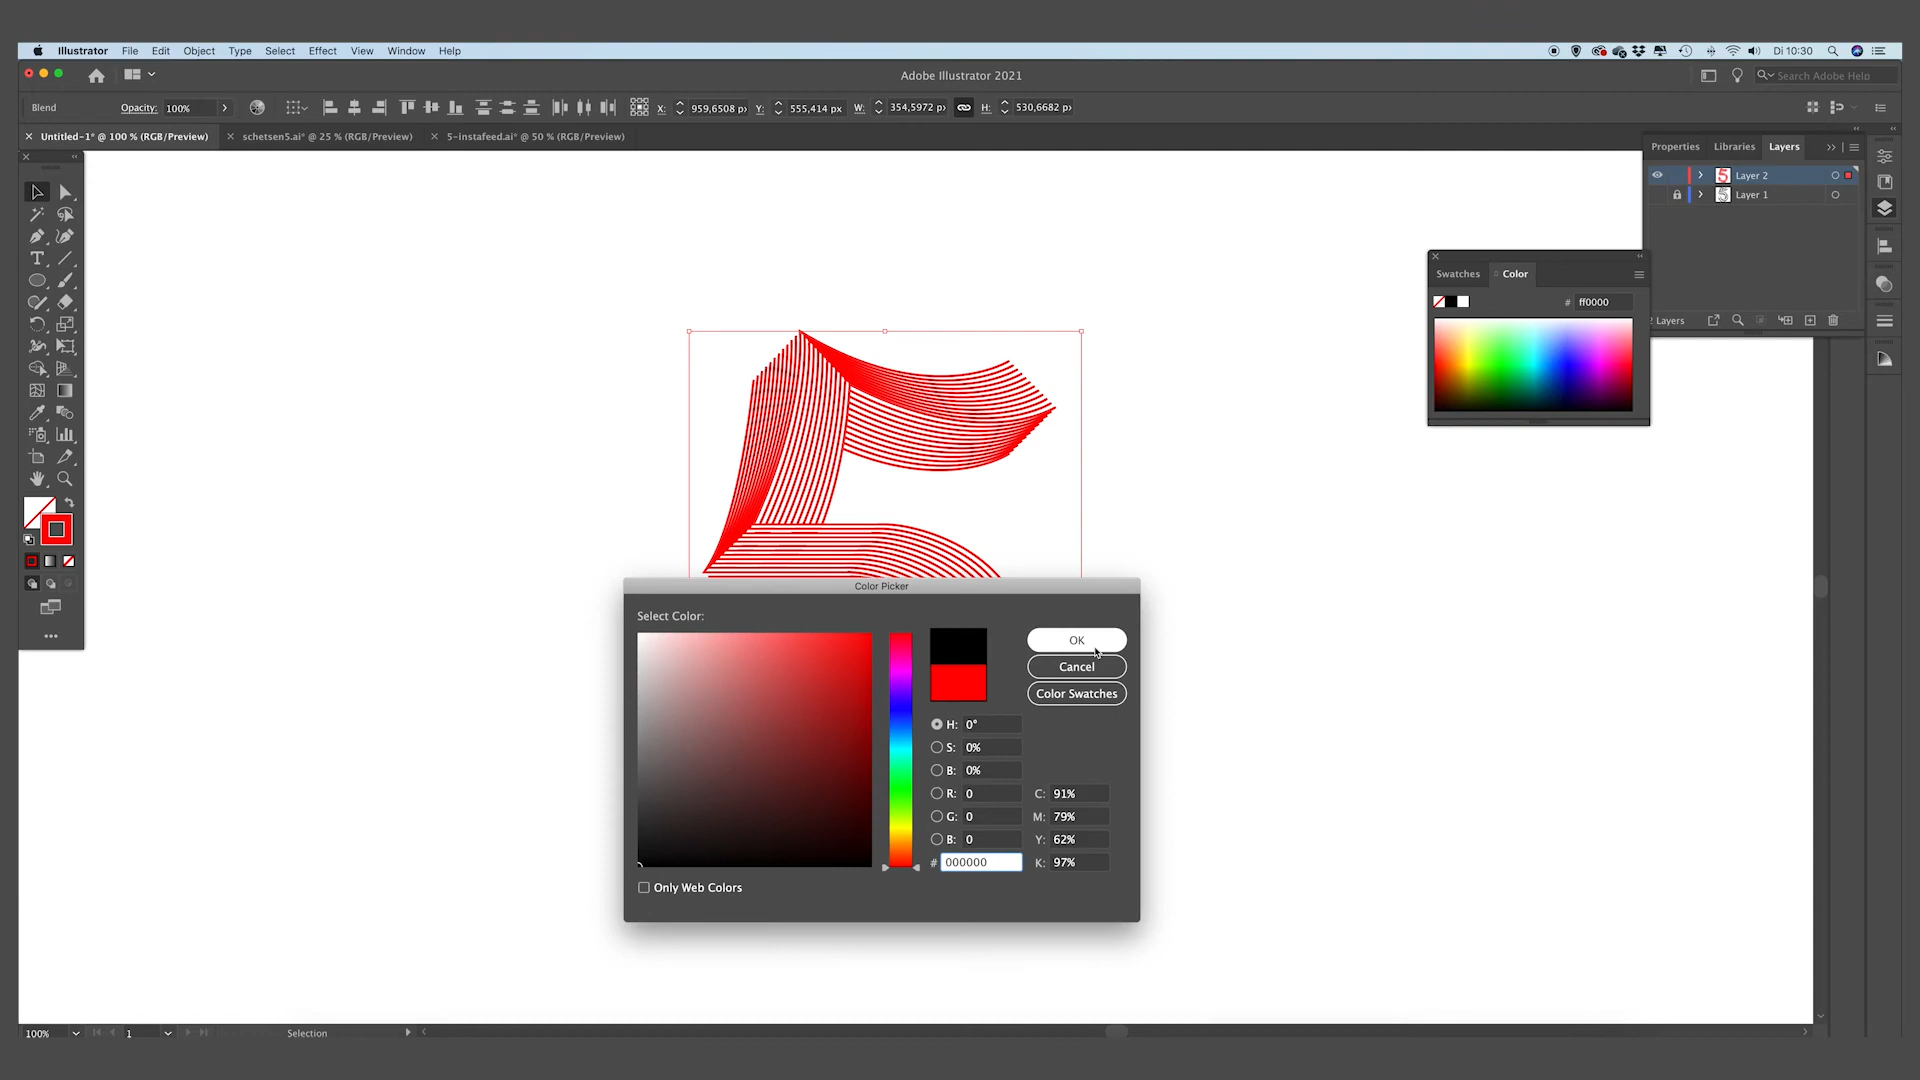 Illustrator File Edit Object Type Select Effect View Window Help Di 10:30
Adobe Illustrator 2021 Search Adobe Help
Blend Opacity: 100% X: 959,6508 px Y: 555,414 px W: 354,5972 px H: 530,6682 px
Untitled-1* @ 100 % (RGB/Preview) schetsen5.ai* @ 25 % (RGB/Preview) 5-instafeed.ai* @ 50 % (RGB/Preview)
Properties Libraries Layers
Layer 2
Layer 1
Swatches Color
# ff0000
2 Layers
Color Picker
Select Color:
OK
Cancel
Color Swatches
H: 0°
S: 0%
B: 0%
R: 0 C: 91%
G: 0 M: 79%
B: 0 Y: 62%
# 000000 K: 97%
Only Web Colors
100% 1 Selection